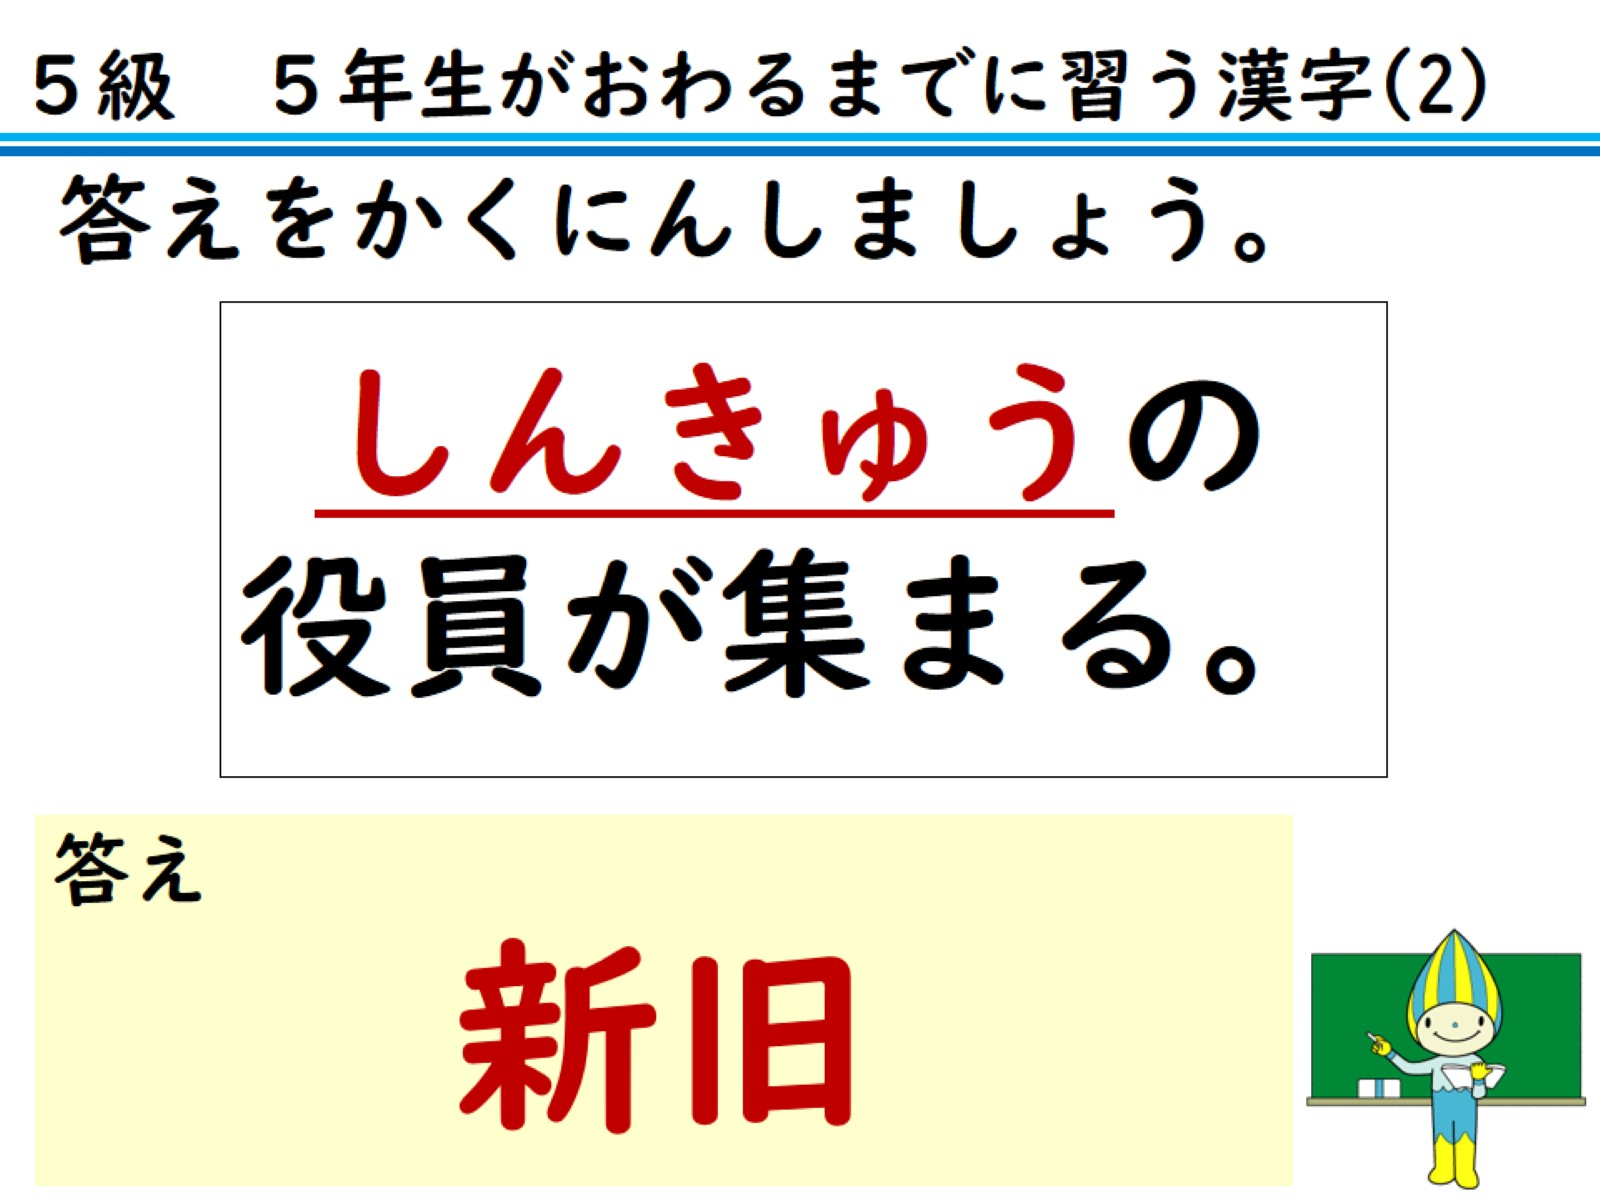 ５級　５年生がおわるまでに習う漢字(2)
答えをかくにんしましょう。
しんきゅうの
役員が集まる。
答え
新旧